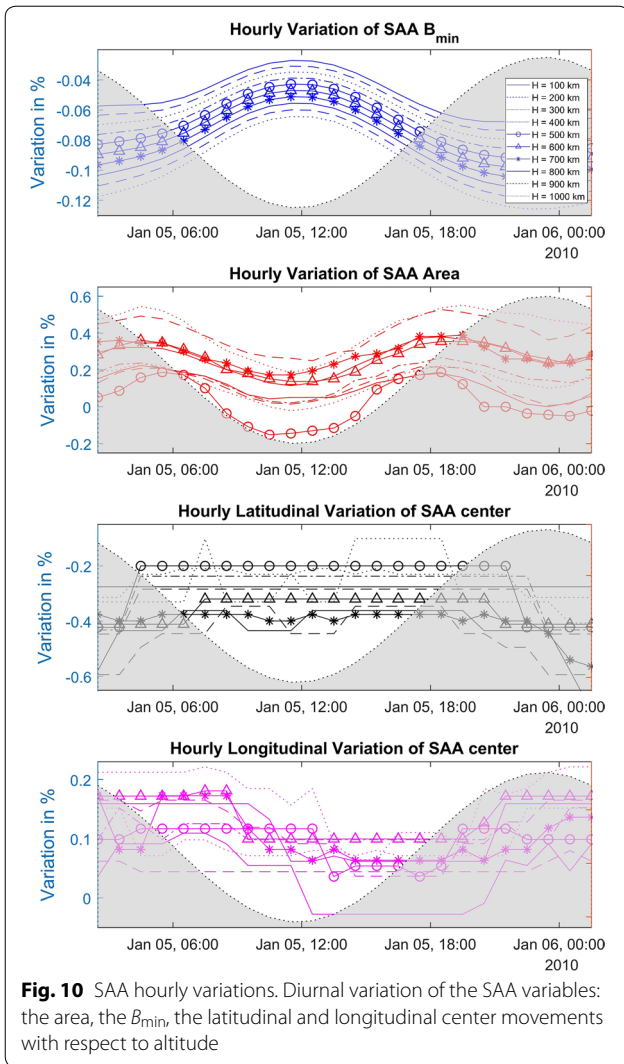 Hourly Variation of SAA Bmin
Variation in %
-0.04
-0.06
-0.08
-0.1
-0.12
H = 100 km
H = 200 km
H = 300 km
H = 400 km
H = 500 km
H = 600 km
H = 700 km
H = 800 km
H = 900 km
H = 1000 km
Jan 05, 06:00
Jan 05, 12:00
Jan 05, 18:00
Jan 06, 00:00
2010
Hourly Variation of SAA Area
Variation in %
0.6
0.4
0.2
0
-0.2
Jan 05, 06:00
Jan 05, 12:00
Jan 05, 18:00
Jan 06, 00:00
2010
Hourly Latitudinal Variation of SAA center
Variation in %
-0.2
-0.4
-0.6
Jan 05, 06:00
Jan 05, 12:00
Jan 05, 18:00
Jan 06, 00:00
2010
Hourly Longitudinal Variation of SAA center
Variation in %
0.2
0.1
0
Jan 05, 06:00
Jan 05, 12:00
Jan 05, 18:00
Jan 06, 00:00
2010
Fig. 10 SAA hourly variations. Diurnal variation of the SAA variables:
the area, the Bmin, the latitudinal and longitudinal center movements
with respect to altitude